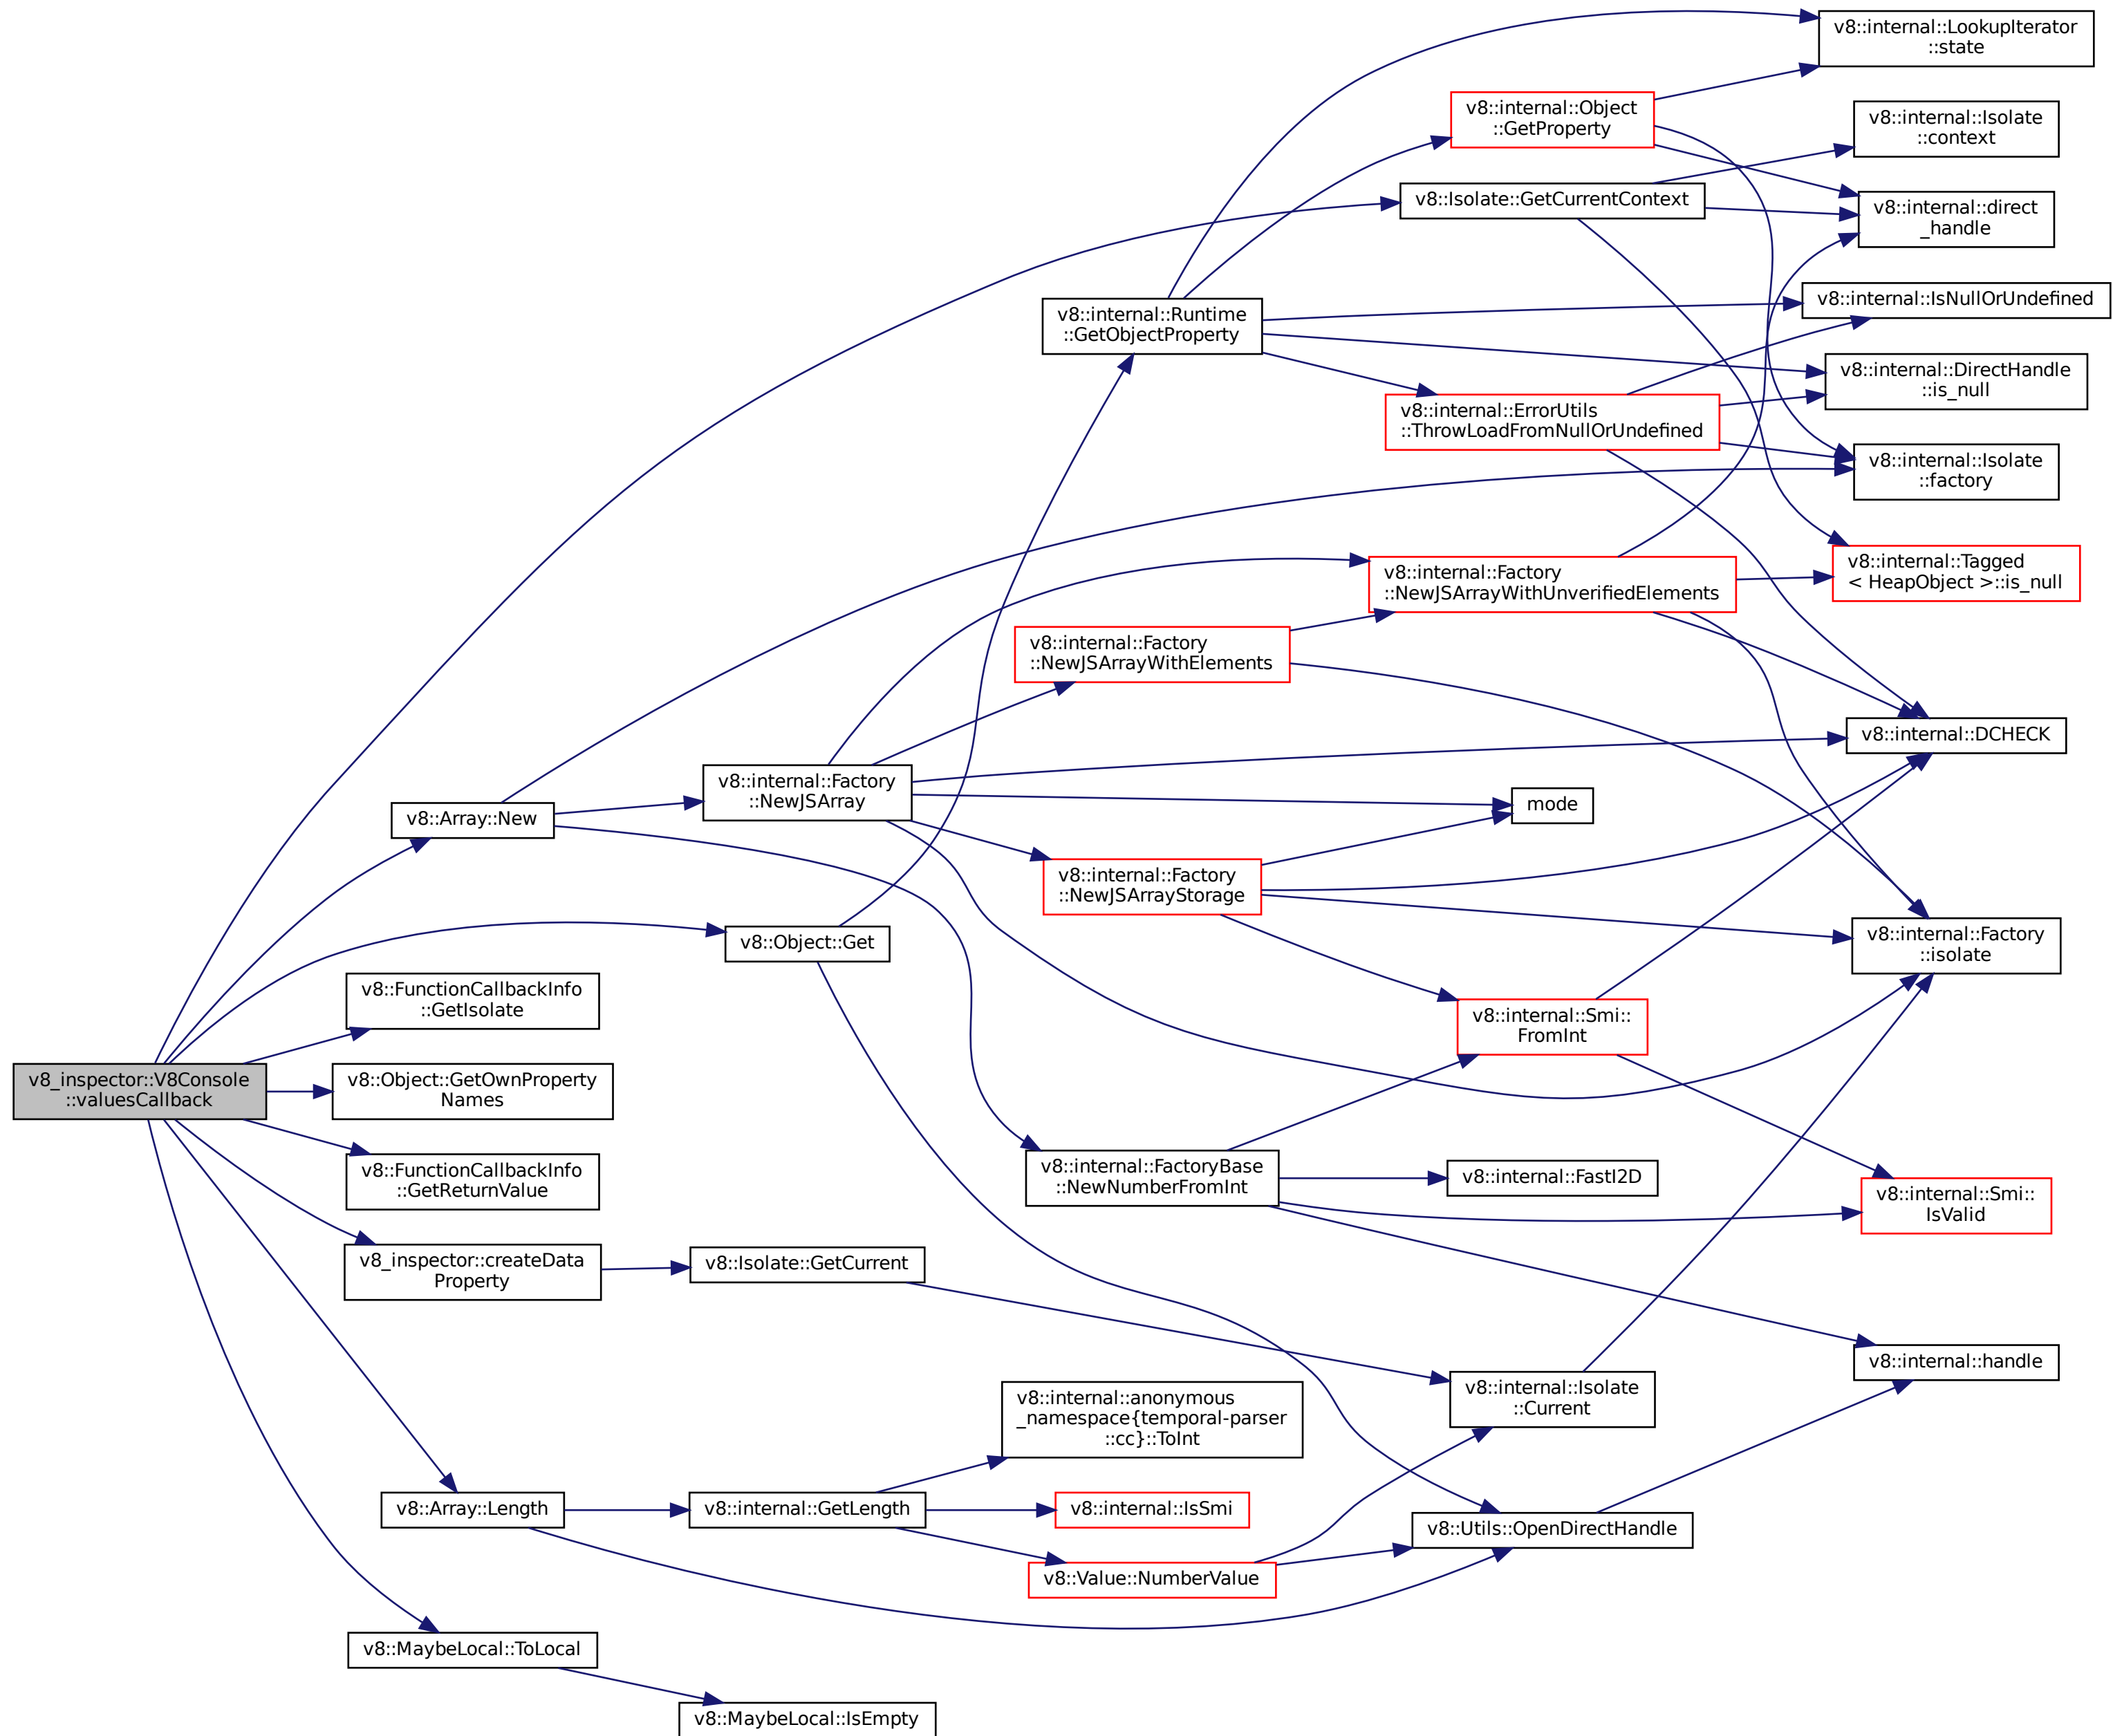 v8::internal::LookupIterator
::state
v8::internal::Object
::GetProperty
v8::internal::Isolate
::context
v8::Isolate::GetCurrentContext
v8::internal::direct
_handle
v8::internal::IsNullOrUndefined
v8::internal::Runtime
::GetObjectProperty
v8::internal::DirectHandle
::is_null
v8::internal::ErrorUtils
::ThrowLoadFromNullOrUndefined
v8::internal::Isolate
::factory
v8::internal::Tagged
< HeapObject >::is_null
v8::internal::Factory
::NewJSArrayWithUnverifiedElements
v8::internal::Factory
::NewJSArrayWithElements
v8::internal::DCHECK
v8::internal::Factory
::NewJSArray
mode
v8::Array::New
v8::internal::Factory
::NewJSArrayStorage
v8::Object::Get
v8::internal::Factory
::isolate
v8::FunctionCallbackInfo
::GetIsolate
v8::internal::Smi::
FromInt
v8_inspector::V8Console
::valuesCallback
v8::Object::GetOwnProperty
Names
v8::FunctionCallbackInfo
::GetReturnValue
v8::internal::FactoryBase
::NewNumberFromInt
v8::internal::FastI2D
v8::internal::Smi::
IsValid
v8_inspector::createData
Property
v8::Isolate::GetCurrent
v8::internal::handle
v8::internal::Isolate
::Current
v8::internal::anonymous
_namespace{temporal-parser
::cc}::ToInt
v8::Array::Length
v8::internal::GetLength
v8::internal::IsSmi
v8::Utils::OpenDirectHandle
v8::Value::NumberValue
v8::MaybeLocal::ToLocal
v8::MaybeLocal::IsEmpty